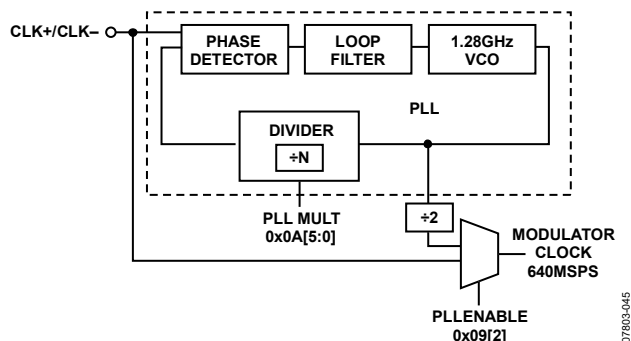 CLK+/CLK–
PHASE
DETECTOR
LOOP
FILTER
1.28GHz
VCO
PLL
DIVIDER
÷N
PLL MULT
0x0A[5:0]
÷2
MODULATOR
CLOCK
640MSPS
PLLENABLE
0x09[2]
07803-045